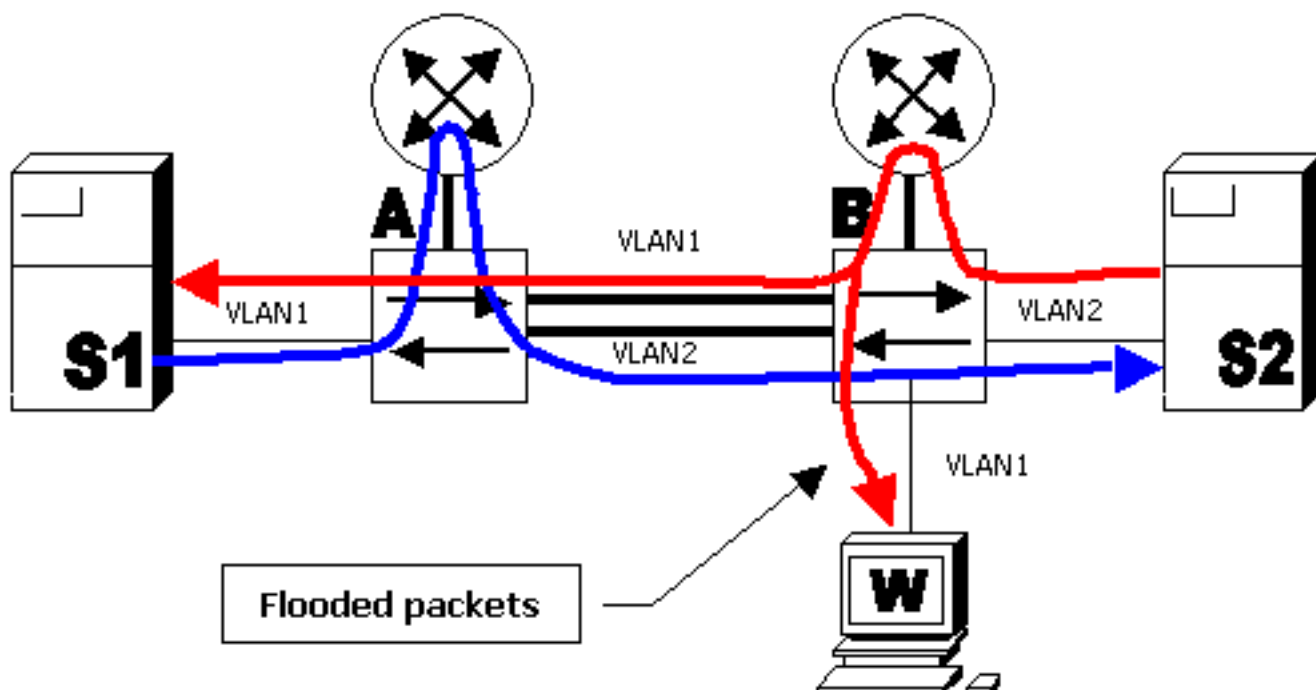 A
B
VLAN1
VLAN1
VLAN2
S1
VLAN2
S2
VLAN1
Flooded packets
W